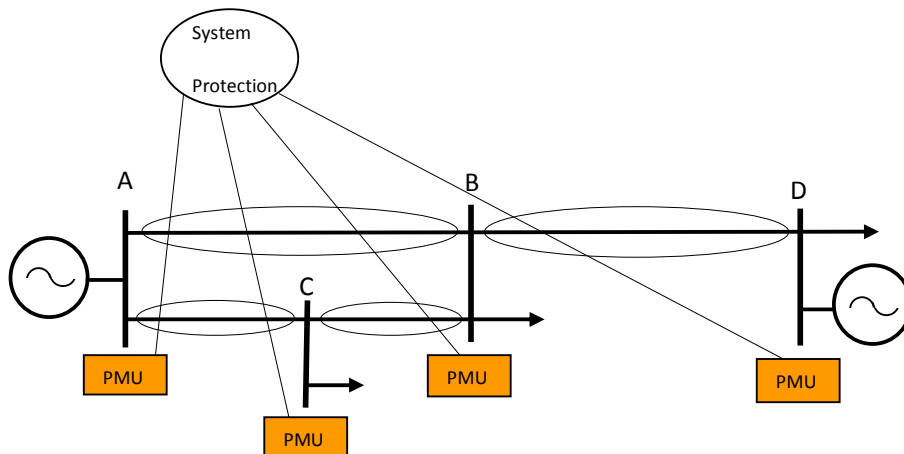 System
Protection
A
B
D
C
PMU
PMU
PMU
PMU